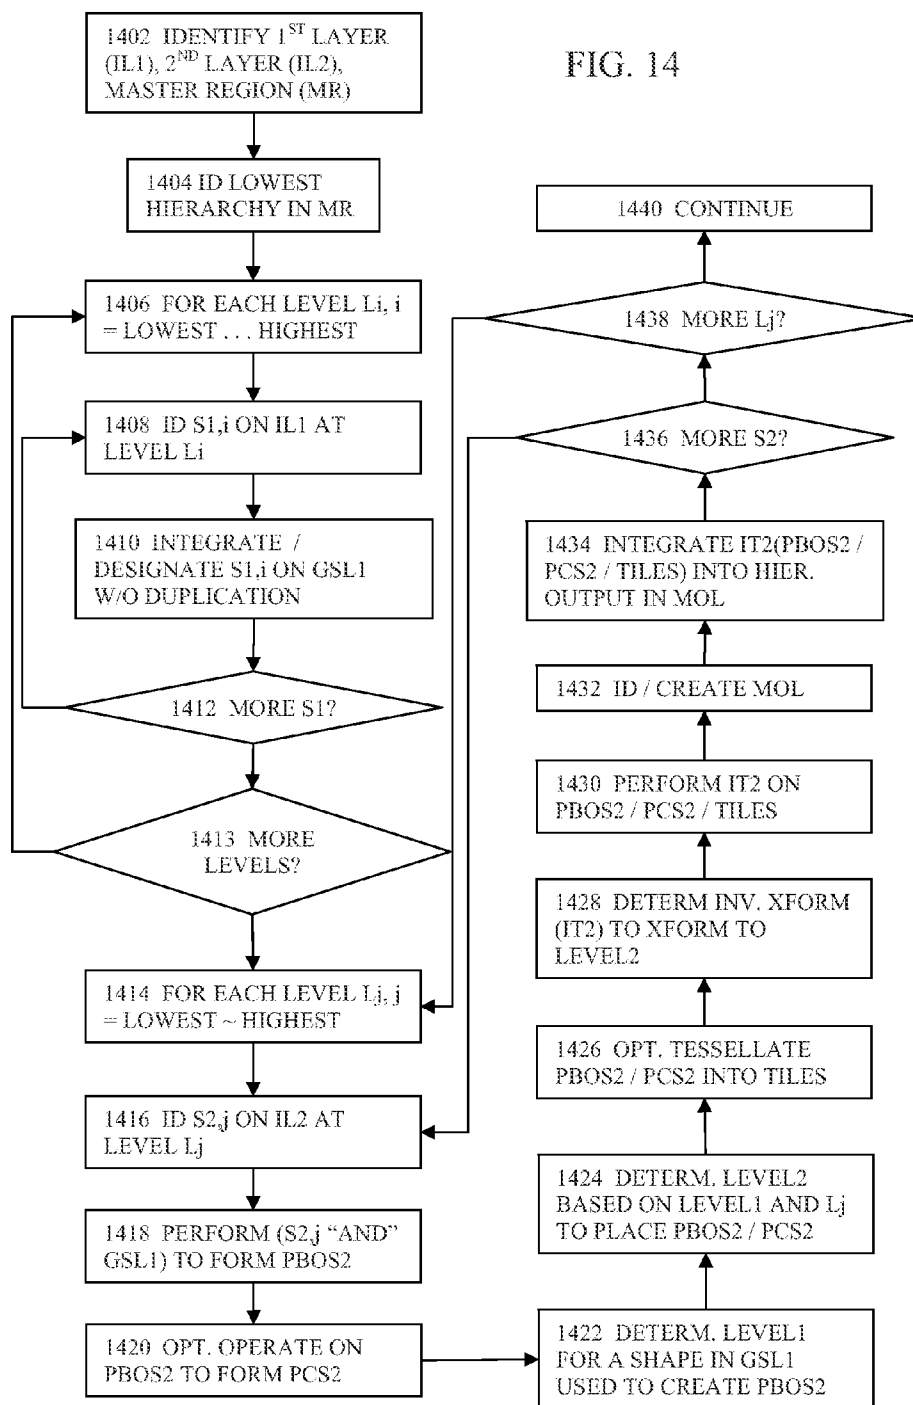 FIG. 14
1402 IDENTIFY 1ST LAYER
(IL1), 2ND LAYER (IL2),
MASTER REGION (MR)
1404 ID LOWEST
HIERARCHY IN MR
1406 FOR EACH LEVEL Li, i
= LOWEST . . . HIGHEST
1408 ID S1,i ON IL1 AT
LEVEL Li
1410 INTEGRATE /
DESIGNATE S1,i ON GSL1
W/O DUPLICATION
1412 MORE S1?
1413 MORE
LEVELS?
1414 FOR EACH LEVEL Lj, j
= LOWEST ~ HIGHEST
1416 ID S2,j ON IL2 AT
LEVEL Lj
1418 PERFORM (S2,j “AND”
GSL1) TO FORM PBOS2
1420 OPT. OPERATE ON
PBOS2 TO FORM PCS2
1422 DETERM. LEVEL1
FOR A SHAPE IN GSL1
USED TO CREATE PBOS2
1424 DETERM. LEVEL2
BASED ON LEVEL1 AND Lj
TO PLACE PBOS2 / PCS2
1426 OPT. TESSELLATE
PBOS2 / PCS2 INTO TILES
1428 DETERM INV. XFORM
(IT2) TO XFORM TO
LEVEL2
1430 PERFORM IT2 ON
PBOS2 / PCS2 / TILES
1432 ID / CREATE MOL
1434 INTEGRATE IT2(PBOS2 /
PCS2 / TILES) INTO HIER.
OUTPUT IN MOL
1436 MORE S2?
1438 MORE Lj?
1440 CONTINUE